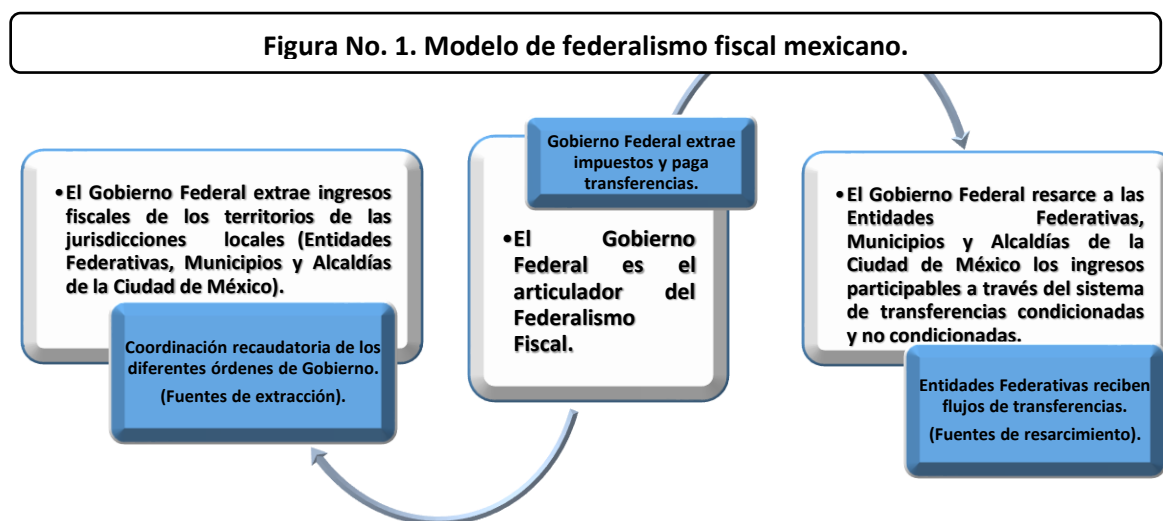 Figura No. 1. Modelo de federalismo fiscal mexicano.
•El Gobierno Federal extrae ingresos
fiscales de los territorios de las
jurisdicciones locales (Entidades
Federativas, Municipios y Alcaldías
de la Ciudad de México).
Coordinación recaudatoria de los
diferentes órdenes de Gobierno.
(Fuentes de extracción).
Gobierno Federal extrae
impuestos y paga
transferencias.
•El Gobierno
Federal es el
articulador del
Federalismo
Fiscal.
•El Gobierno Federal resarce a las
Entidades Federativas,
Municipios y Alcaldías de la
Ciudad de México los ingresos
participables a través del sistema
de transferencias condicionadas
y no condicionadas.
Entidades Federativas reciben
flujos de transferencias.
(Fuentes de resarcimiento).